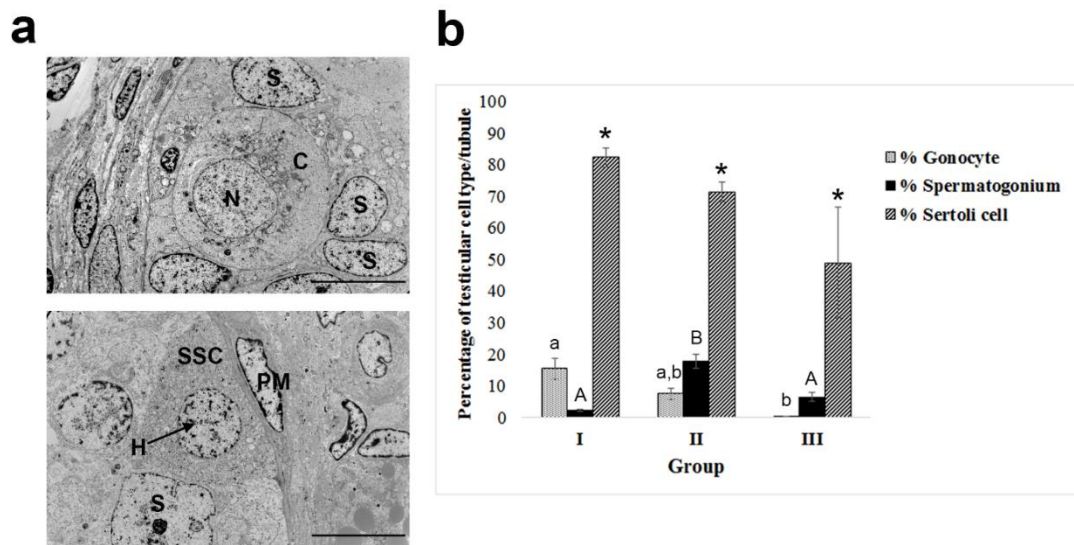 a
S
C
N
S
S
SSC
PM
H
S
b
Percentage of testicular cell type/tubule
100
90
80
70
60
50
40
30
20
10
0
a
A
*
a,b
B
*
b
A
*
I
II
III
Group
% Gonocyte
% Spermatogonium
% Sertoli cell